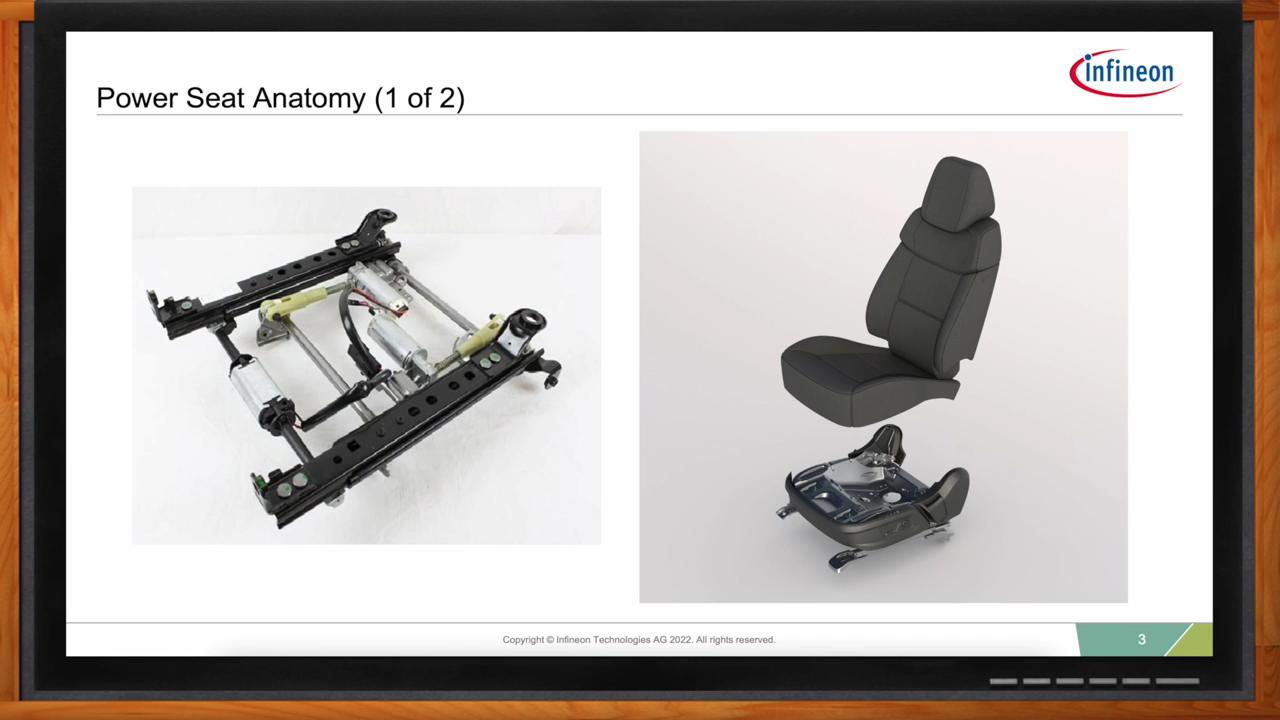 infineon
Power Seat Anatomy (1 of 2)
Copyright © Infineon Technologies AG 2022. All rights reserved.
3